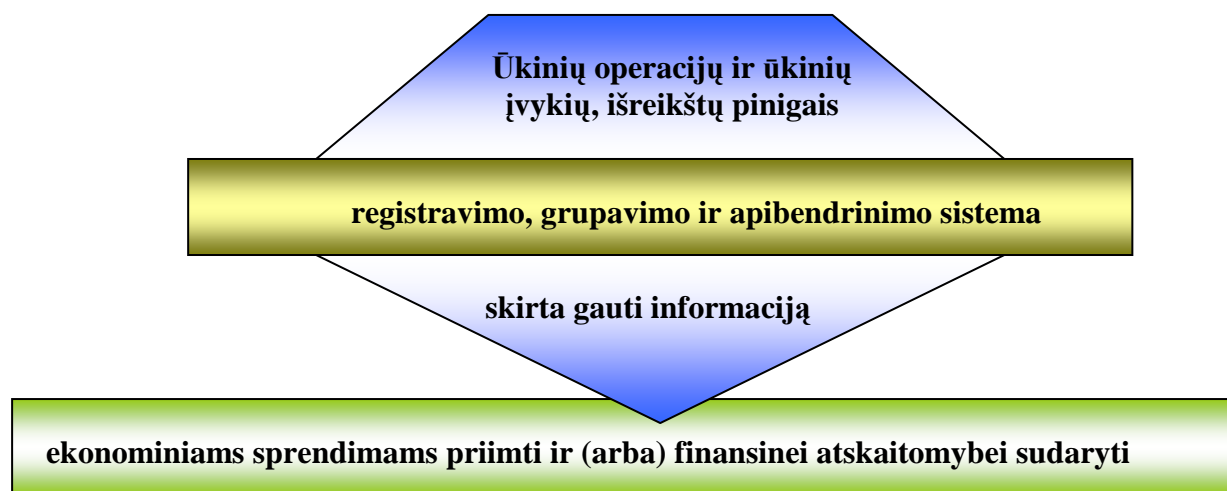 Ūkinių operacijų ir ūkinių
įvykių, išreikštų pinigais
registravimo, grupavimo ir apibendrinimo sistema
skirta gauti informaciją
ekonominiams sprendimams priimti ir (arba) finansinei atskaitomybei sudaryti